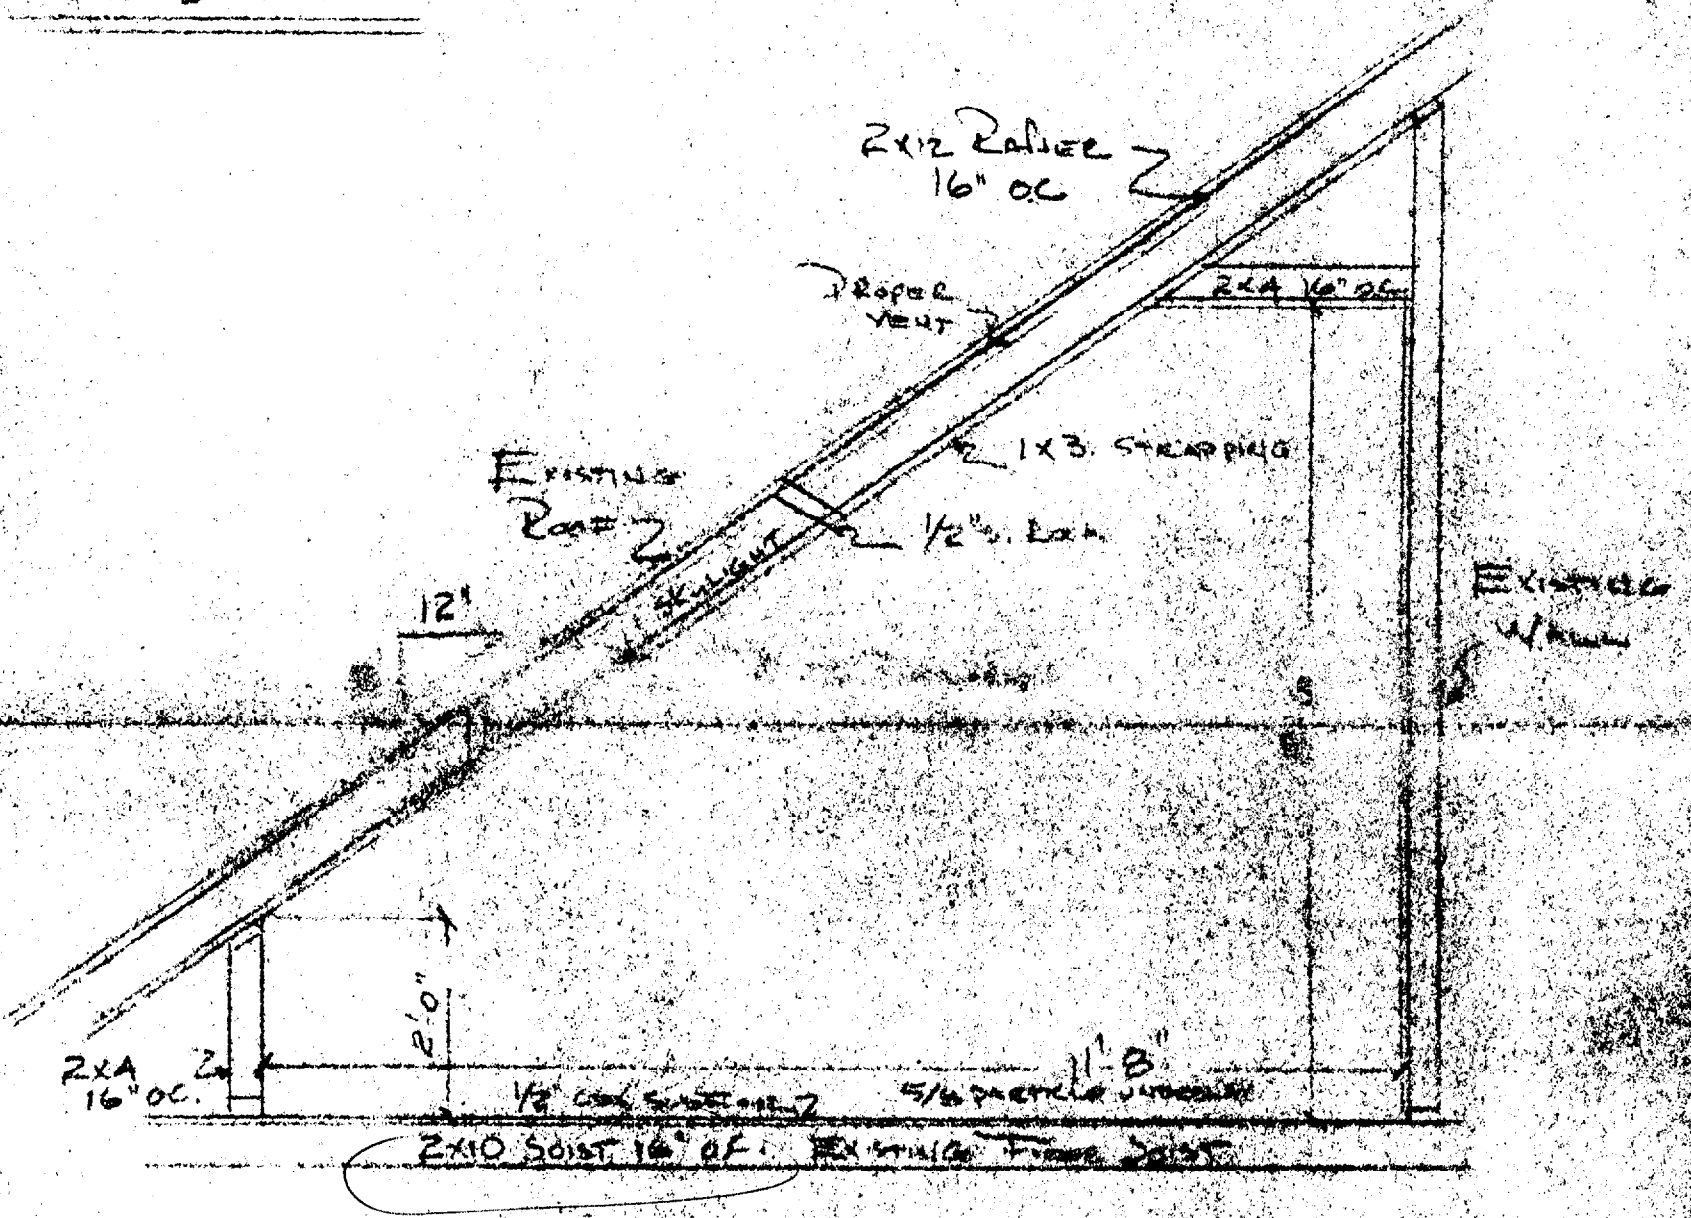 2X12 RAFTER
16" OC
PROPER
VENT
2X4 16" OC
EXISTING
ROOF
1X3 STRAPPING
1/2"
SKYLIGHT
12"
EXISTING
WALL
2'0"
2X4
16" OC.
11'8"
1/2" CDX SUBFLOOR
5/8 PARTICLE UNDERLAY
2X10 JOIST 16" OC. EXISTING FLOOR JOIST